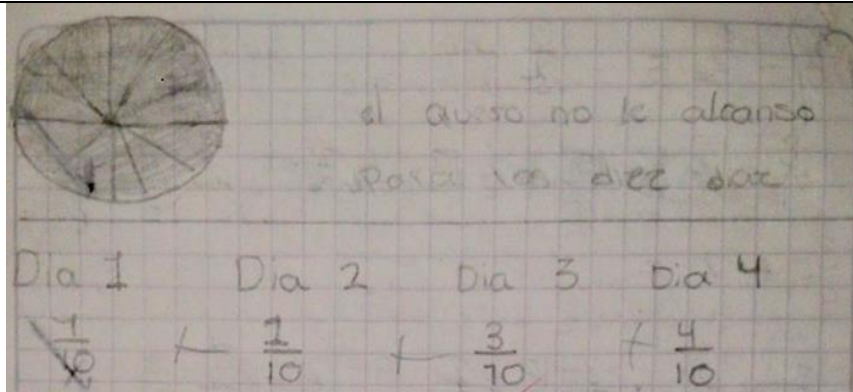 el queso no le alcanso
para los diez dias
Dia 1 Dia 2 Dia 3 Dia 4
1/10 + 2/10 + 3/10 + 4/10